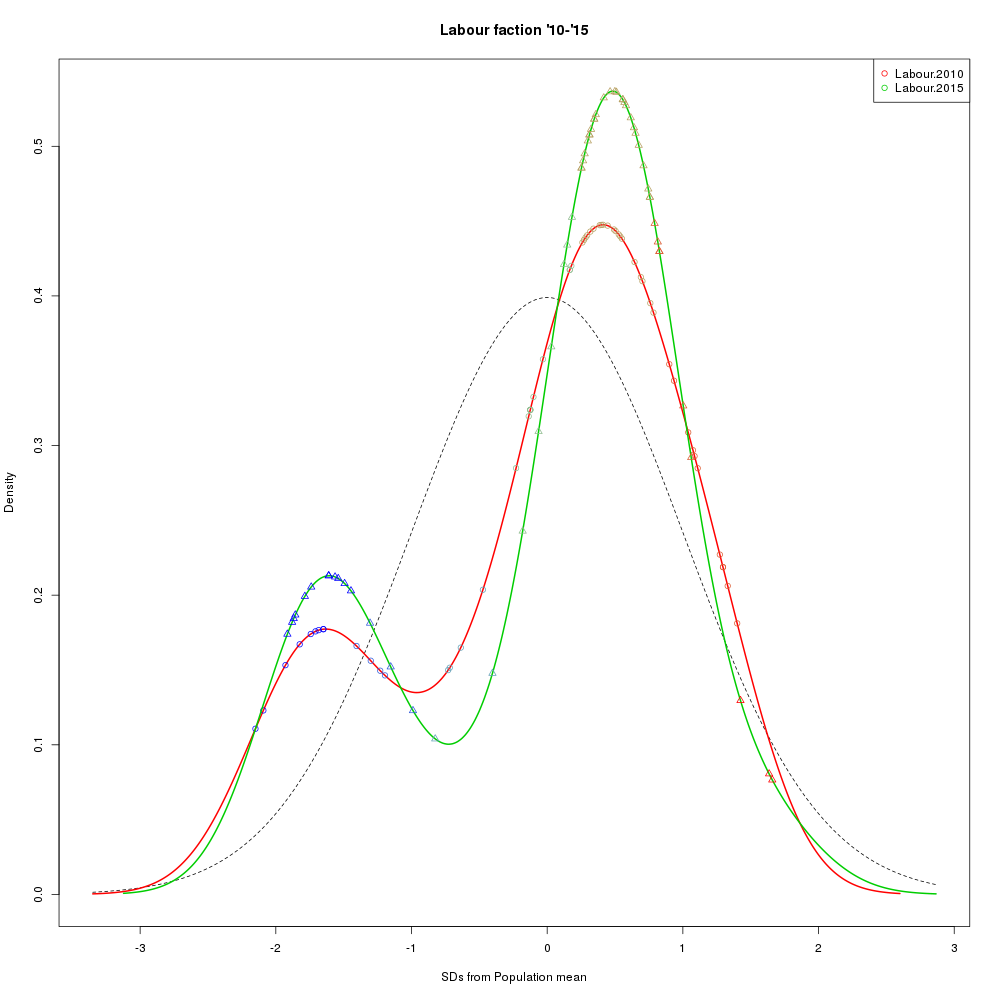 Labour faction '10-'15
Labour.2010
Labour.2015
Density
0.5
0.4
0.3
0.2
0.1
0.0
-3 -2 -1 0 1 2 3
SDs from Population mean